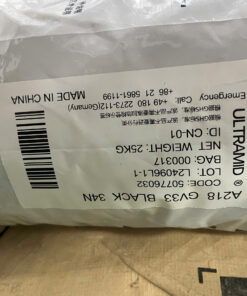 A218 GV33 BLACK 34N
CODE: 50776032
LOT: L24096L1-1
BAG: 000317
NET. WEIGHT: 25KG
ID: CN-01
ULTRAMID®
Emergency Call: +49 180 2273-112(Germany)
+86 21 5861-1199
MADE IN CHINA